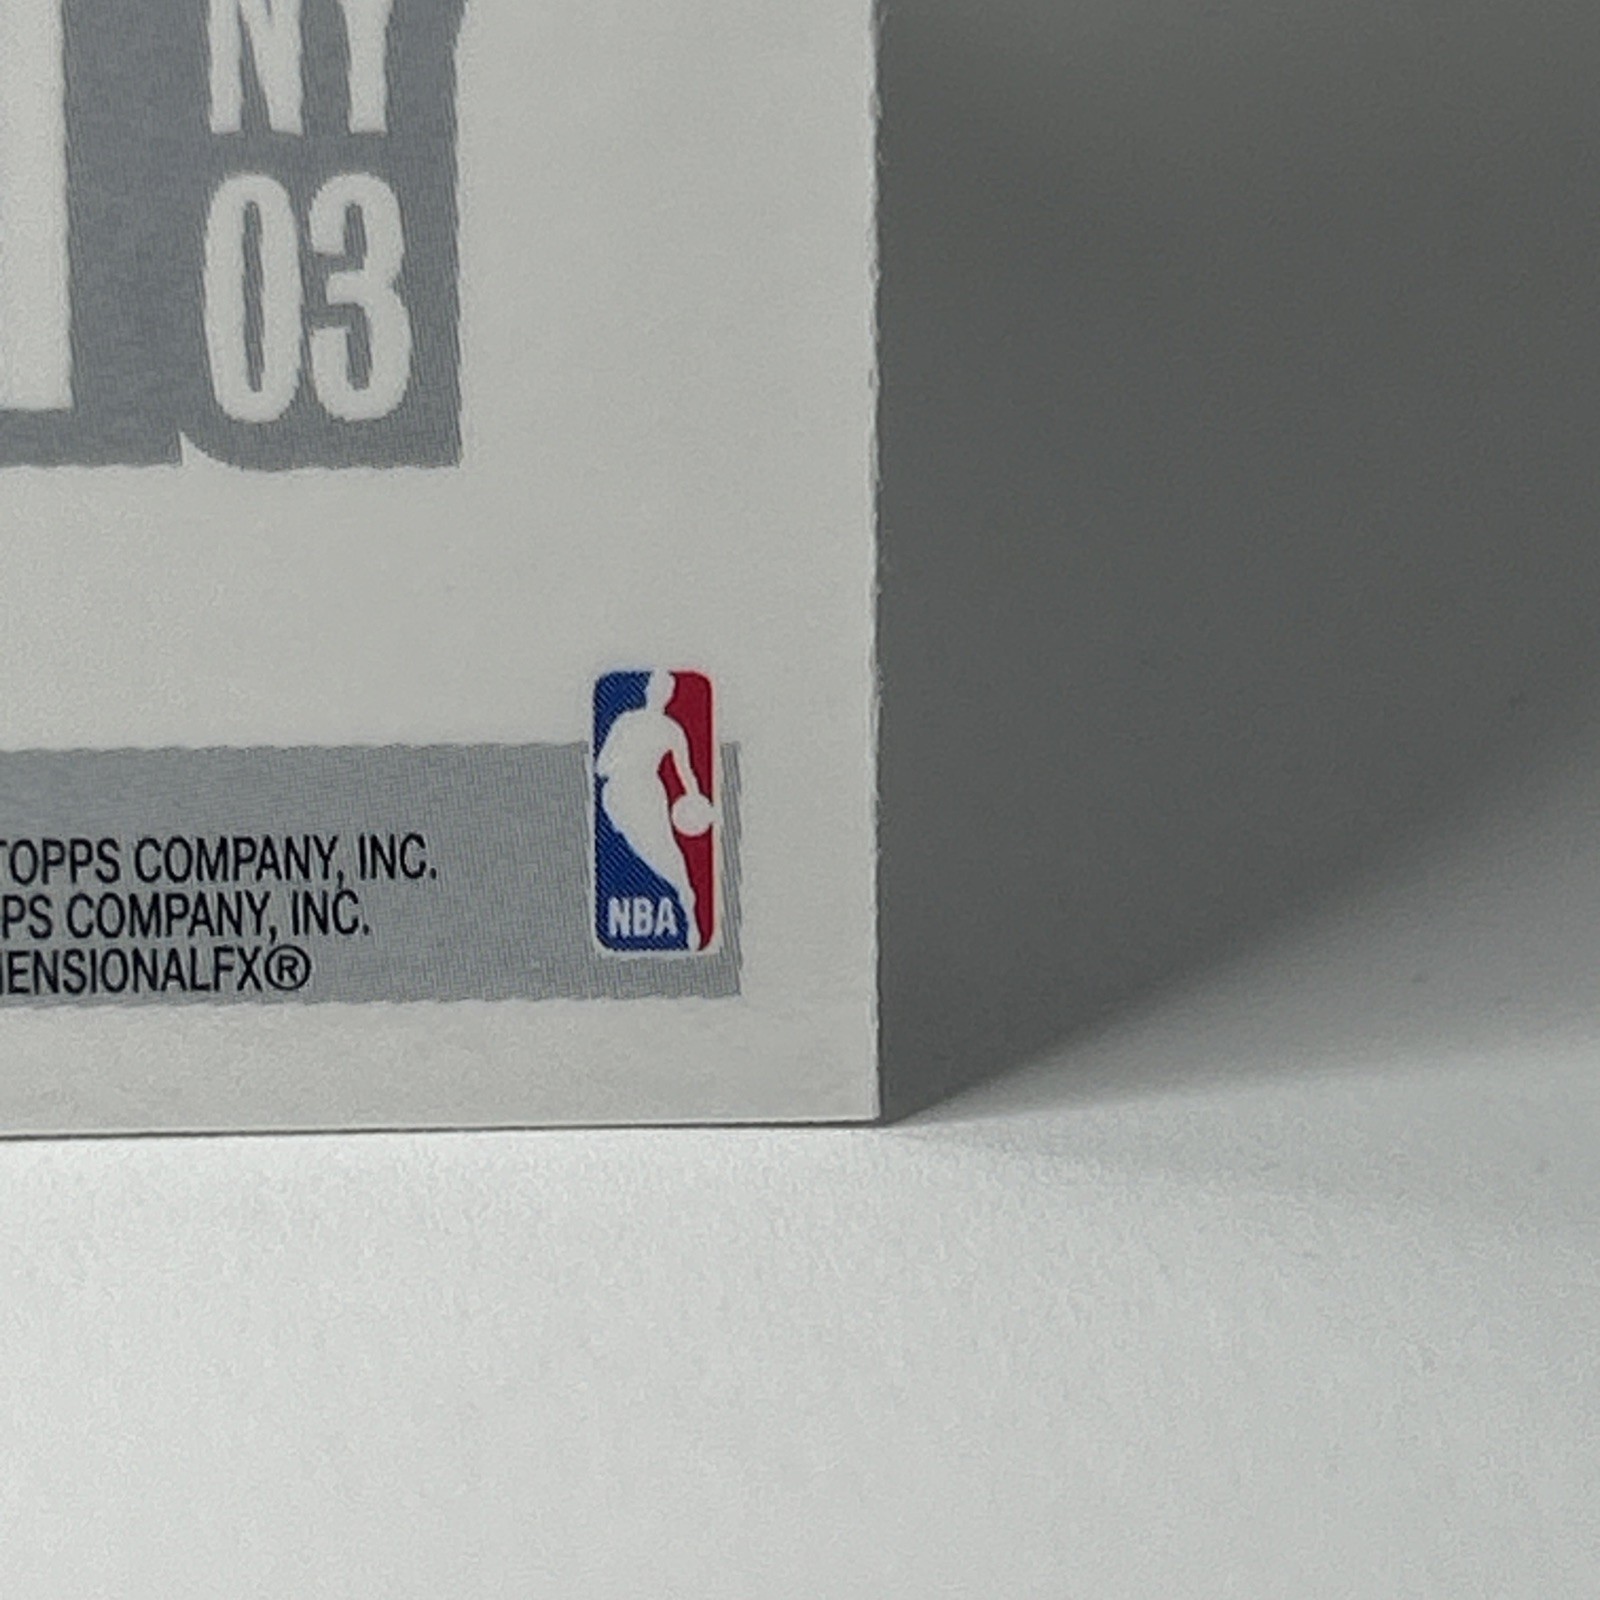 NY
03
TOPPS COMPANY, INC.
PS COMPANY, INC.
ENSIONALFX®
NBA